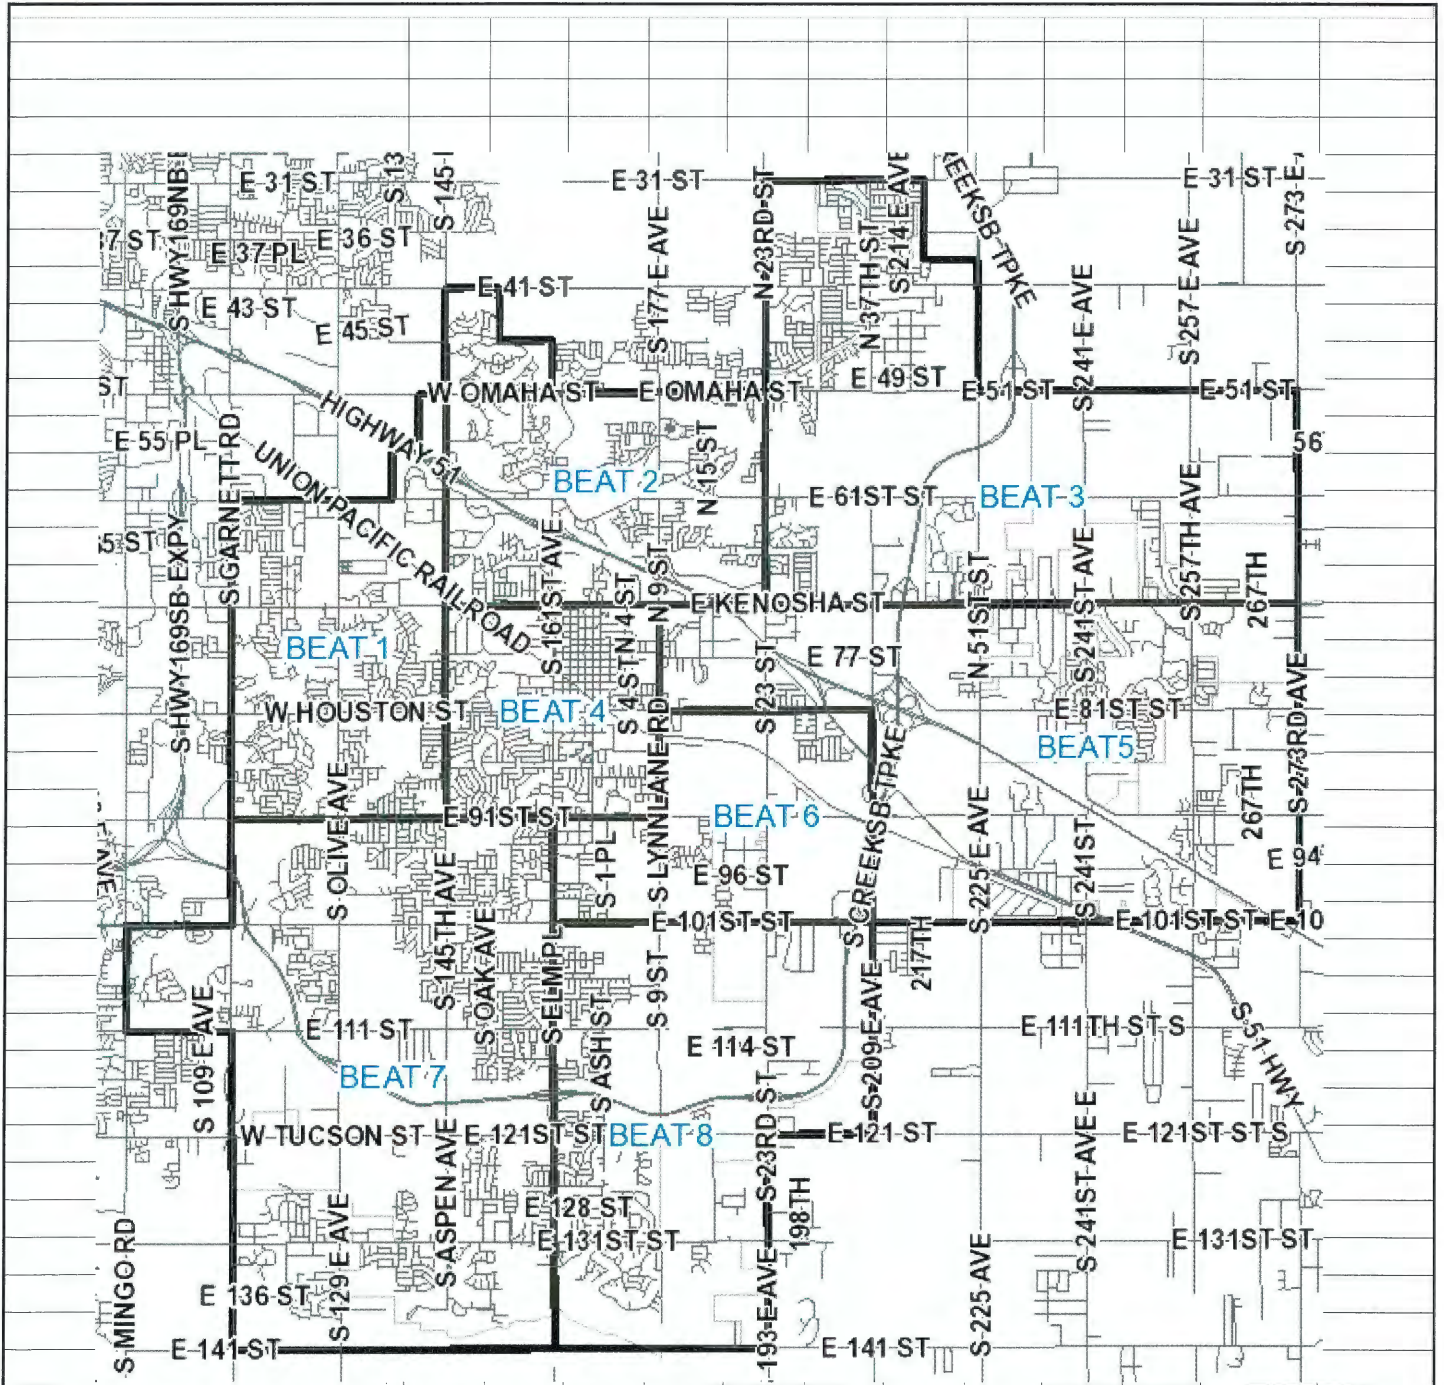 E 31 ST
E 31 ST
E 31 ST
S 13
S 145-
S HWY 169NB
37 ST
E 37 PL
E 36 ST
S 177 E AVE
N 23RD ST
N 37TH ST
S 214 E AVE
EEKSB TPKE
S 257 E AVE
S 273 E
E 41 ST
E 43 ST
E 45 ST
S 241 E AVE
E 49 ST
ST
W OMAHA ST
E OMAHA ST
E 51 ST
E 51 ST
HIGHWAY 51
E 55 PL
S GARNETT RD
UNION PACIFIC RAILROAD
56
BEAT 2
N 15 ST
E 61ST ST
BEAT 3
S 257TH AVE
5 ST
S HWY 169SB EXPY
S 161ST AVE
N 4 ST
N 9 ST
E KENOSHA ST
N 51ST ST
S 241ST AVE
267TH
BEAT 1
E 77 ST
S 4 ST
S 23 ST
W HOUSTON ST
BEAT 4
S LYNN LANE RD
E 81ST ST
BEAT5
S 273RD AVE
S OLIVE AVE
E 91ST ST
BEAT 6
S CREEKSB TPKE
S 225 E AVE
S 241ST
267TH
E 94
E AVE
S 1 PL
E 96 ST
S 145TH AVE
S OAK AVE
S ELM PL
E 101ST ST
E 101ST ST
E 10
217TH
S 9 ST
S 109 E AVE
E 111 ST
S ASH ST
E 114 ST
S 209 E AVE
E 111TH ST S
S 51 HWY
BEAT 7
W TUCSON ST
E 121ST ST
BEAT 8
S 23RD ST
E 121 ST
S 241ST AVE E
E 121ST ST S
S ASPEN AVE
E 128 ST
198TH
S MINGO RD
S 129 E AVE
E 131ST ST
E 131ST ST
E 136 ST
193 E AVE
S 225 AVE
E 141 ST
E 141 ST